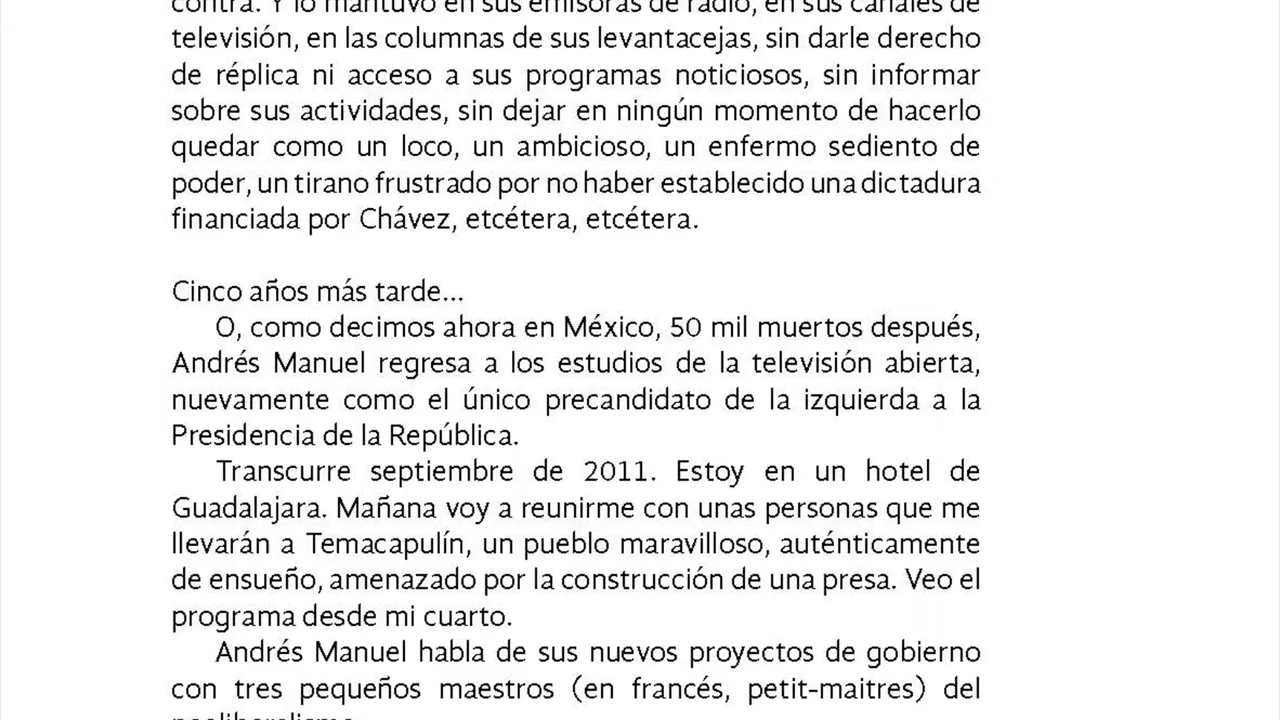 contra. Y lo mantuvo en sus emisoras de radio, en sus canales de
televisión, en las columnas de sus levantacejas, sin darle derecho
de réplica ni acceso a sus programas noticiosos, sin informar
sobre sus actividades, sin dejar en ningún momento de hacerlo
quedar como un loco, un ambicioso, un enfermo sediento de
poder, un tirano frustrado por no haber establecido una dictadura
financiada por Chávez, etcétera, etcétera.
Cinco años más tarde...
O, como decimos ahora en México, 50 mil muertos después,
Andrés Manuel regresa a los estudios de la televisión abierta,
nuevamente como el único precandidato de la izquierda a la
Presidencia de la República.
Transcurre septiembre de 2011. Estoy en un hotel de
Guadalajara. Mañana voy a reunirme con unas personas que me
llevarán a Temacapulín, un pueblo maravilloso, auténticamente
de ensueño, amenazado por la construcción de una presa. Veo el
programa desde mi cuarto.
Andrés Manuel habla de sus nuevos proyectos de gobierno
con tres pequeños maestros (en francés, petit-maitres) del
neoliberalismo.